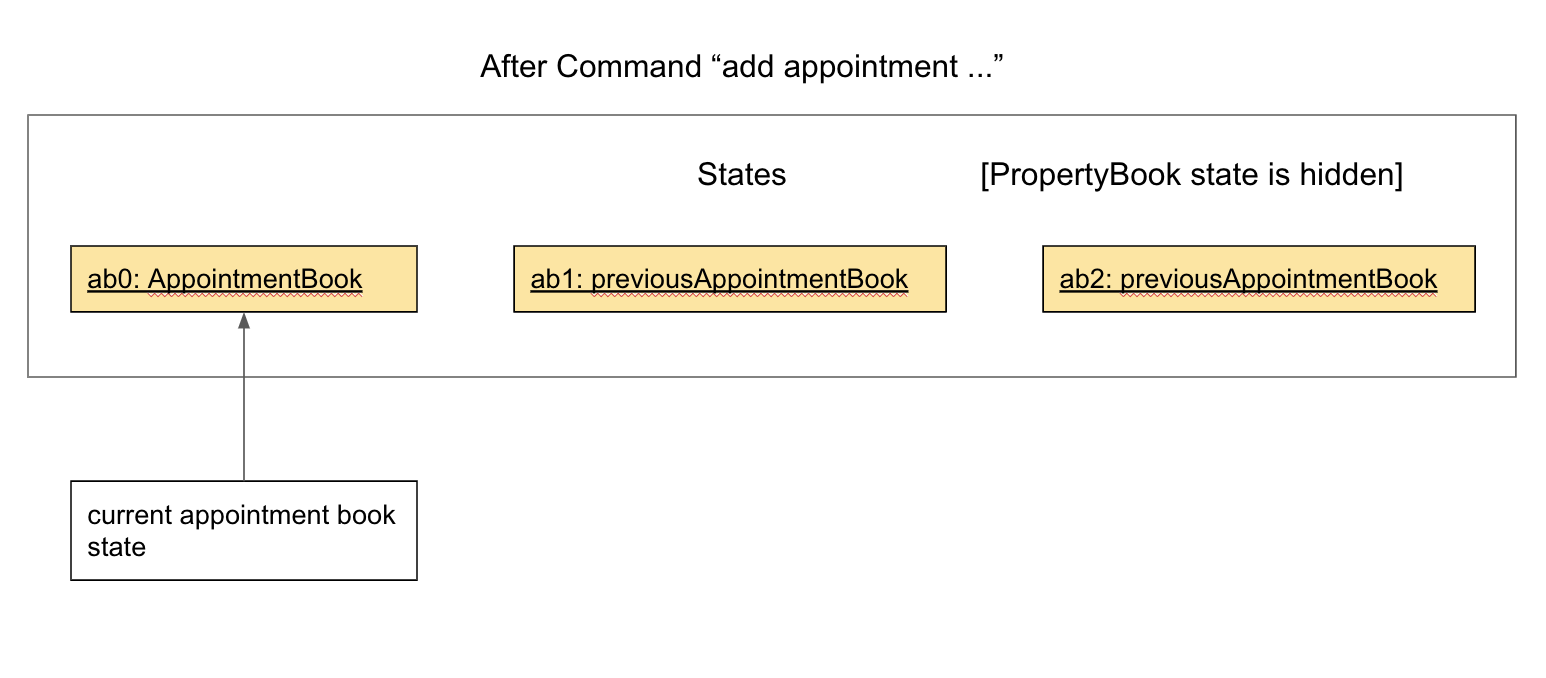 After Command “add appointment ...”
States
[PropertyBook state is hidden]
ab0: AppointmentBook
ab1: previousAppointmentBook
ab2: previousAppointmentBook
current appointment book
state